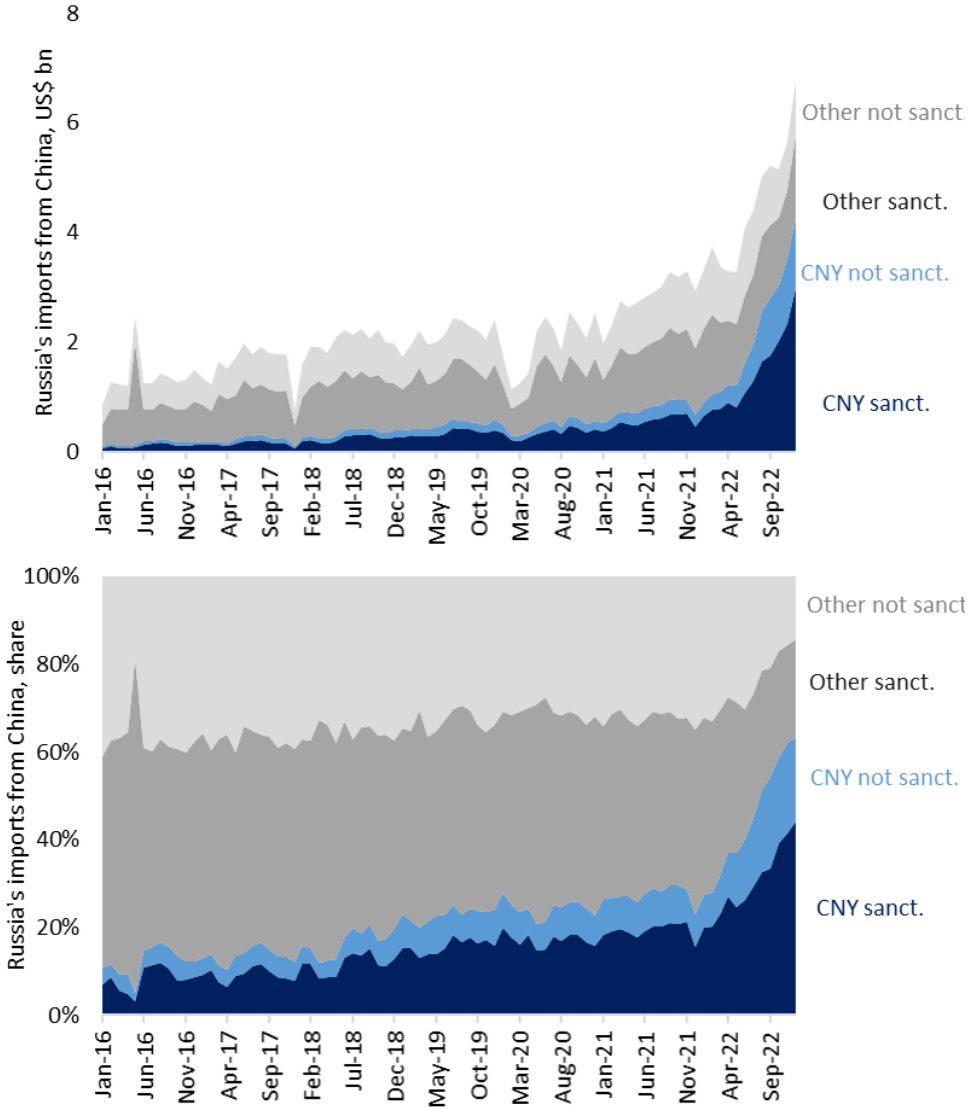 8
6
4
2
0
Russia's imports from China, US$ bn
Other not sanct.
Other sanct.
CNY not sanct.
CNY sanct.
Jan-16
Jun-16
Nov-16
Apr-17
Sep-17
Feb-18
Jul-18
Dec-18
May-19
Oct-19
Mar-20
Aug-20
Jan-21
Jun-21
Nov-21
Apr-22
Sep-22
100%
80%
60%
40%
20%
0%
Russia's imports from China, share
Other not sanct
Other sanct.
CNY not sanct.
CNY sanct.
Jan-16
Jun-16
Nov-16
Apr-17
Sep-17
Feb-18
Jul-18
Dec-18
May-19
Oct-19
Mar-20
Aug-20
Jan-21
Jun-21
Nov-21
Apr-22
Sep-22